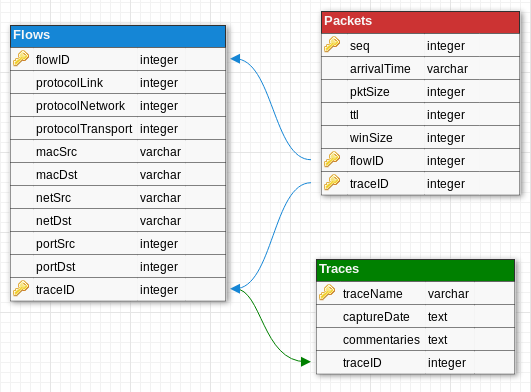 Flows
flowID integer
protocolLink integer
protocolNetwork integer
protocolTransport integer
macSrc varchar
macDst varchar
netSrc varchar
netDst varchar
portSrc integer
portDst integer
traceID integer
Packets
seq integer
arrivalTime varchar
pktSize integer
ttl integer
winSize integer
flowID integer
traceID integer
Traces
traceName varchar
captureDate text
commentaries text
traceID integer